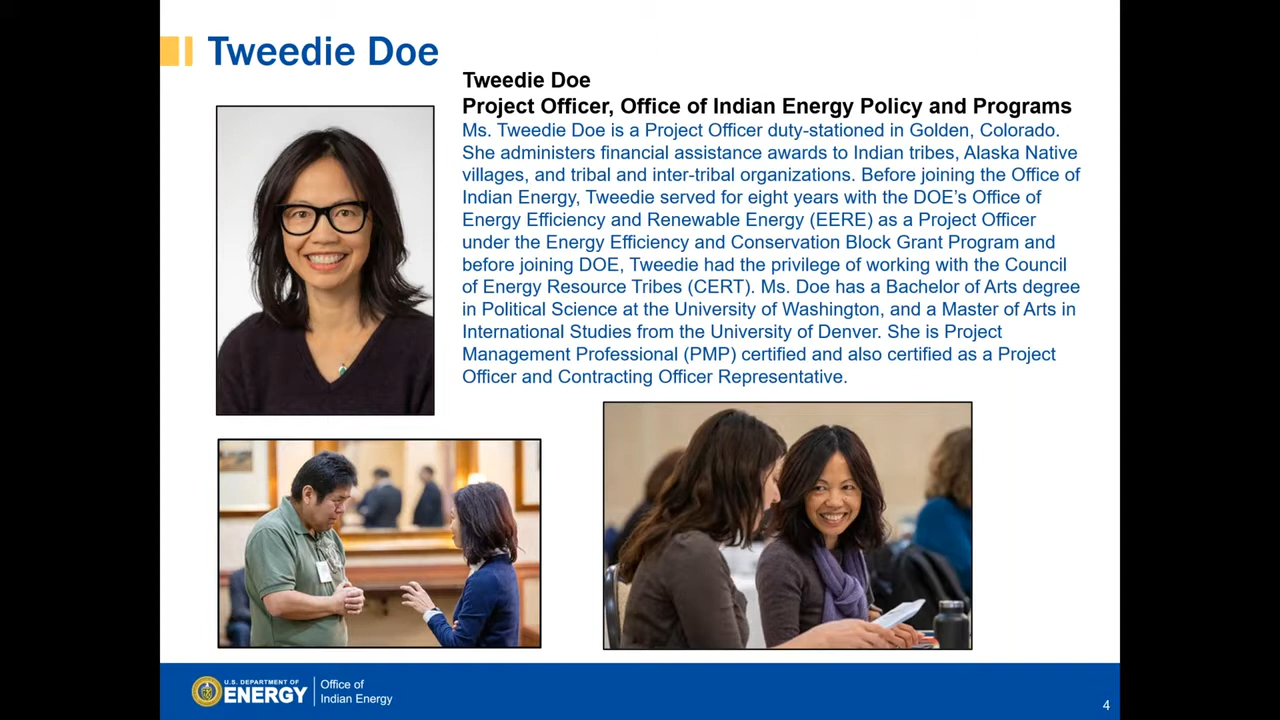 Tweedie Doe
Tweedie Doe
Project Officer, Office of Indian Energy Policy and Programs
Ms. Tweedie Doe is a Project Officer duty-stationed in Golden, Colorado.
She administers financial assistance awards to Indian tribes, Alaska Native
villages, and tribal and inter-tribal organizations. Before joining the Office of
Indian Energy, Tweedie served for eight years with the DOE’s Office of
Energy Efficiency and Renewable Energy (EERE) as a Project Officer
under the Energy Efficiency and Conservation Block Grant Program and
before joining DOE, Tweedie had the privilege of working with the Council
of Energy Resource Tribes (CERT). Ms. Doe has a Bachelor of Arts degree
in Political Science at the University of Washington, and a Master of Arts in
International Studies from the University of Denver. She is Project
Management Professional (PMP) certified and also certified as a Project
Officer and Contracting Officer Representative.
U.S. DEPARTMENT OF
ENERGY
Office of
Indian Energy
4